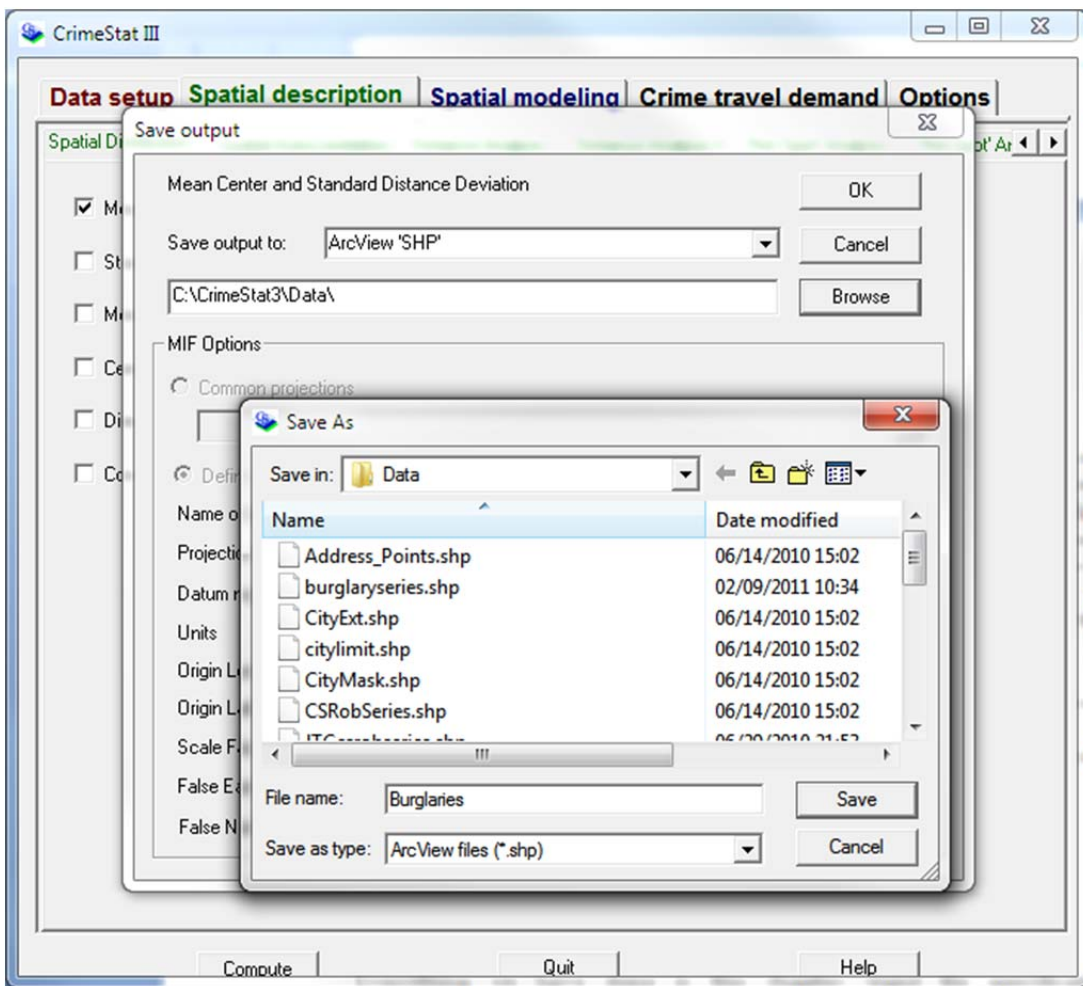 CrimeStat III
Data setup Spatial description Spatial modeling Crime travel demand Options
Save output
Spatial Di
Mean Center and Standard Distance Deviation
OK
Save output to: ArcView 'SHP'
Cancel
C:\CrimeStat3\Data\
Browse
MIF Options
Common projections
Save As
Save in: Data
Name Date modified
Address_Points.shp 06/14/2010 15:02
burglaryseries.shp 02/09/2011 10:34
CityExt.shp 06/14/2010 15:02
citylimit.shp 06/14/2010 15:02
CityMask.shp 06/14/2010 15:02
CSRobSeries.shp 06/14/2010 15:02
Name o
Projectio
Datum
Units
Origin
Origin
Scale
False
False N
File name: Burglaries
Save
Save as type: ArcView files (*.shp)
Cancel
Compute Quit Help